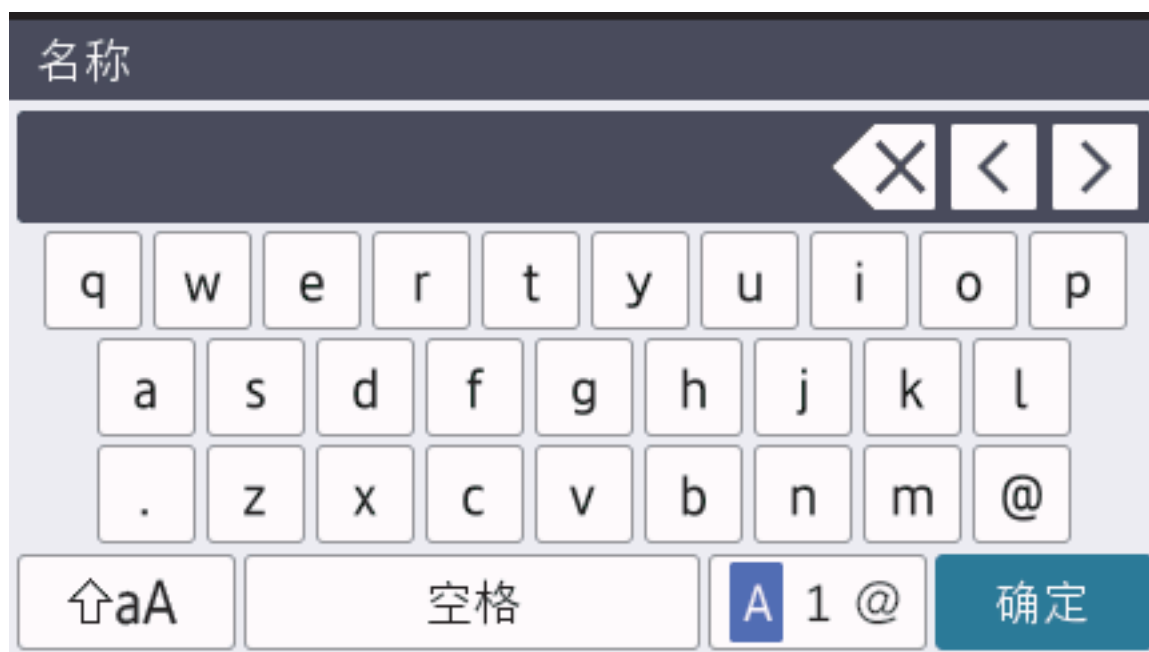 名称
q w e r t y u i o p
a s d f g h j k l
. z x c v b n m @
aA 空格 A 1 @ 确定